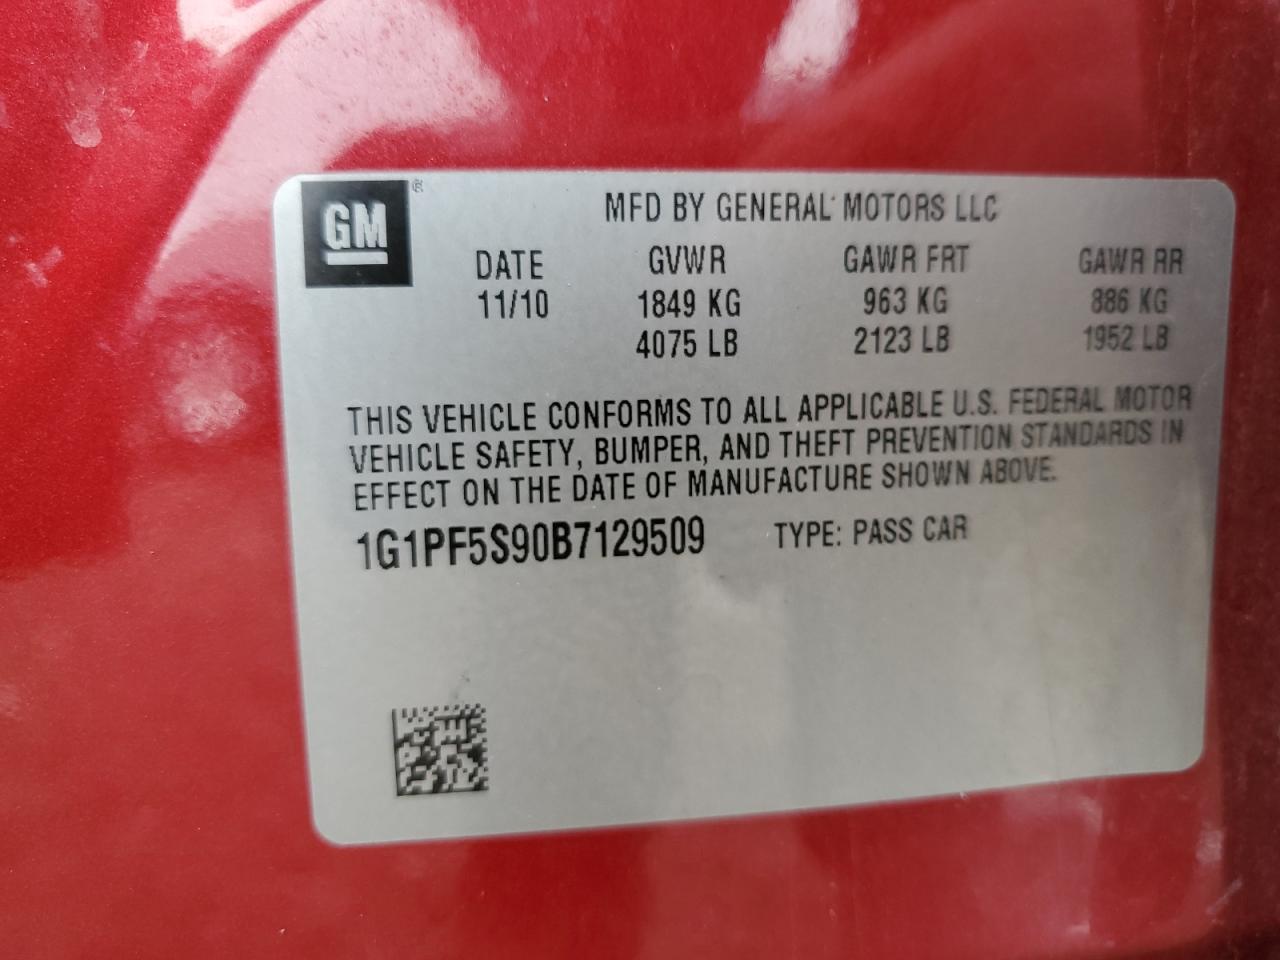 GM®
MFD BY GENERAL MOTORS LLC
DATE GVWR GAWR FRT GAWR RR
11/10 1849 KG 963 KG 886 KG
4075 LB 2123 LB 1952 LB
THIS VEHICLE CONFORMS TO ALL APPLICABLE U.S. FEDERAL MOTOR
VEHICLE SAFETY, BUMPER, AND THEFT PREVENTION STANDARDS IN
EFFECT ON THE DATE OF MANUFACTURE SHOWN ABOVE.
1G1PF5S90B7129509 TYPE: PASS CAR